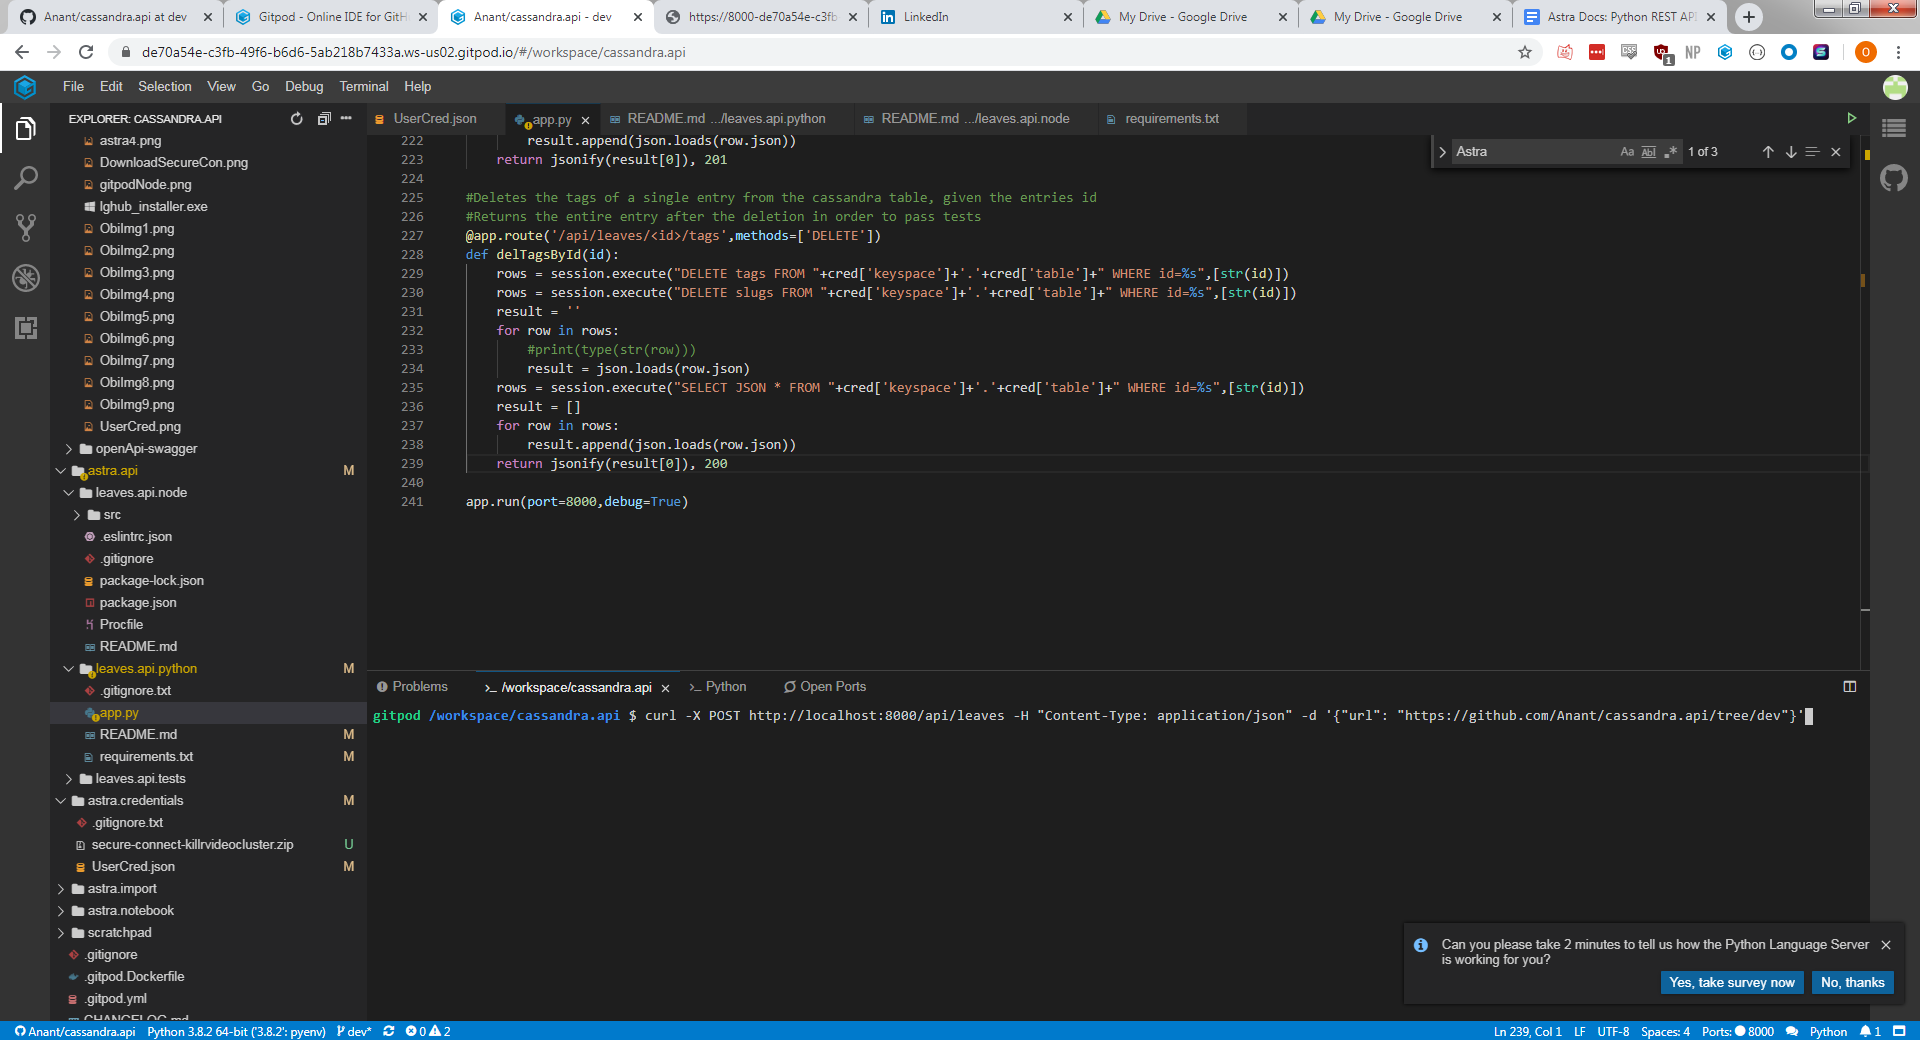 Anant/cassandra.api at dev
Gitpod - Online IDE for GitH
Anant/cassandra.api - dev
https://8000-de70a54e-c3fb
LinkedIn
My Drive - Google Drive
My Drive - Google Drive
Astra Docs: Python REST API
de70a54e-c3fb-49f6-b6d6-5ab218b7433a.ws-us02.gitpod.io/#/workspace/cassandra.api
1
NP
O
File Edit Selection View Go Debug Terminal Help
EXPLORER: CASSANDRA.API
astra4.png
DownloadSecureCon.png
gitpodNode.png
lghub_installer.exe
ObiImg1.png
ObiImg2.png
ObiImg3.png
ObiImg4.png
ObiImg5.png
ObiImg6.png
ObiImg7.png
ObiImg8.png
ObiImg9.png
UserCred.png
openApi-swagger
astra.api M
leaves.api.node
src
.eslintrc.json
.gitignore
package-lock.json
package.json
Procfile
README.md
leaves.api.python M
.gitignore.txt
app.py
README.md M
requirements.txt M
leaves.api.tests
astra.credentials M
.gitignore.txt
secure-connect-killrvideocluster.zip U
UserCred.json M
astra.import
astra.notebook
scratchpad
.gitignore
.gitpod.Dockerfile
.gitpod.yml
CHANGELOG.md
UserCred.json
app.py
README.md .../leaves.api.python
README.md .../leaves.api.node
requirements.txt
Astra Aa Abl .* 1 of 3
222 result.append(json.loads(row.json))
223 return jsonify(result[0]), 201
224
225 #Deletes the tags of a single entry from the cassandra table, given the entries id
226 #Returns the entire entry after the deletion in order to pass tests
227 @app.route('/api/leaves/<id>/tags',methods=['DELETE'])
228 def delTagsById(id):
229 rows = session.execute("DELETE tags FROM "+cred['keyspace']+'.'+cred['table']+" WHERE id=%s",[str(id)])
230 rows = session.execute("DELETE slugs FROM "+cred['keyspace']+'.'+cred['table']+" WHERE id=%s",[str(id)])
231 result = ''
232 for row in rows:
233 #print(type(str(row)))
234 result = json.loads(row.json)
235 rows = session.execute("SELECT JSON * FROM "+cred['keyspace']+'.'+cred['table']+" WHERE id=%s",[str(id)])
236 result = []
237 for row in rows:
238 result.append(json.loads(row.json))
239 return jsonify(result[0]), 200
240
241 app.run(port=8000,debug=True)
Problems
>_ /workspace/cassandra.api
>_ Python
Open Ports
gitpod /workspace/cassandra.api $ curl -X POST http://localhost:8000/api/leaves -H "Content-Type: application/json" -d '{"url": "https://github.com/Anant/cassandra.api/tree/dev"}'
Can you please take 2 minutes to tell us how the Python Language Server
is working for you?
Yes, take survey now
No, thanks
Anant/cassandra.api Python 3.8.2 64-bit ('3.8.2': pyenv) dev* 0 2
Ln 239, Col 1 LF UTF-8 Spaces: 4 Ports: 8000 Python 1